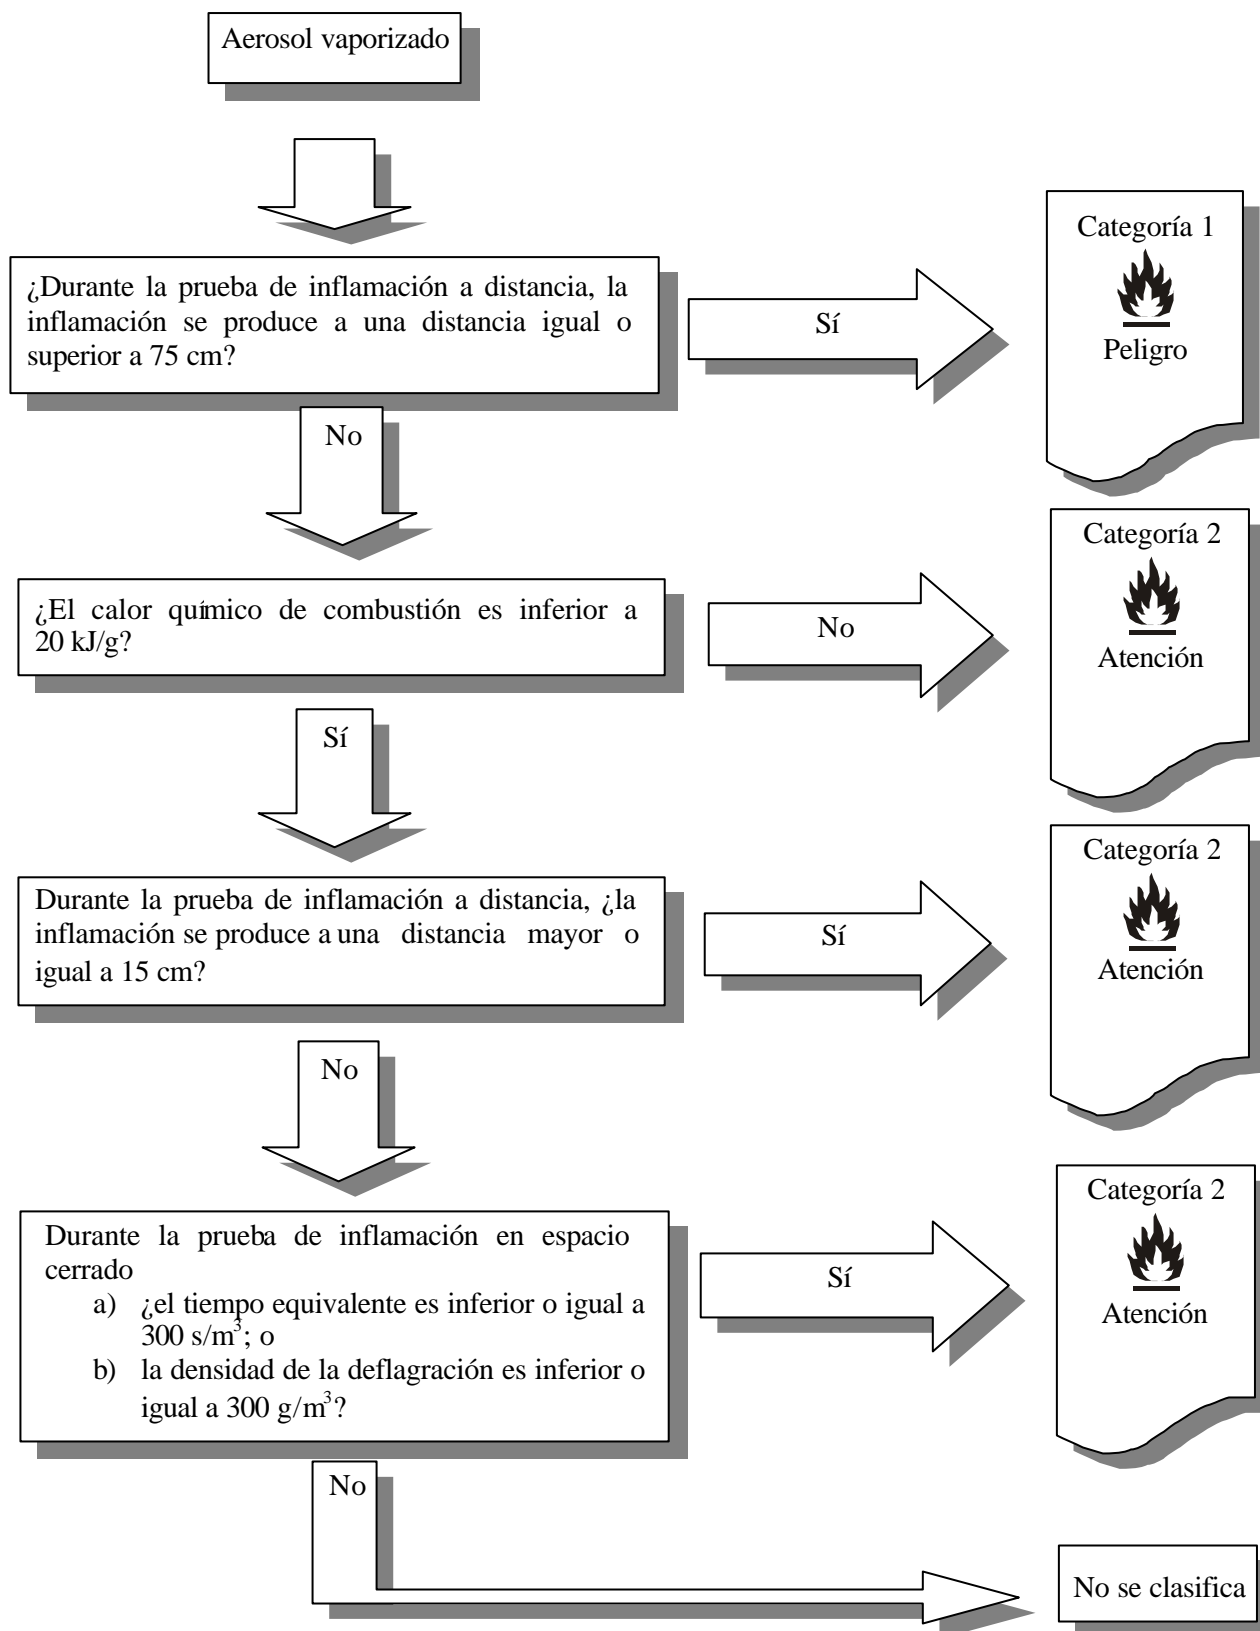 Aerosol vaporizado
¿Durante la prueba de inflamación a distancia, la
inflamación se produce a una distancia igual o
superior a 75 cm?
Sí
Categoría 1
Peligro
No
¿El calor químico de combustión es inferior a
20 kJ/g?
No
Categoría 2
Atención
Sí
Durante la prueba de inflamación a distancia, ¿la
inflamación se produce a una distancia mayor o
igual a 15 cm?
Sí
Categoría 2
Atención
No
Durante la prueba de inflamación en espacio
cerrado
a) ¿el tiempo equivalente es inferior o igual a
300 s/m³; o
b) la densidad de la deflagración es inferior o
igual a 300 g/m³?
Sí
Categoría 2
Atención
No
No se clasifica